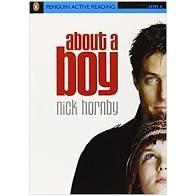 PENGUIN ACTIVE READING
about a
boy
nick hornby